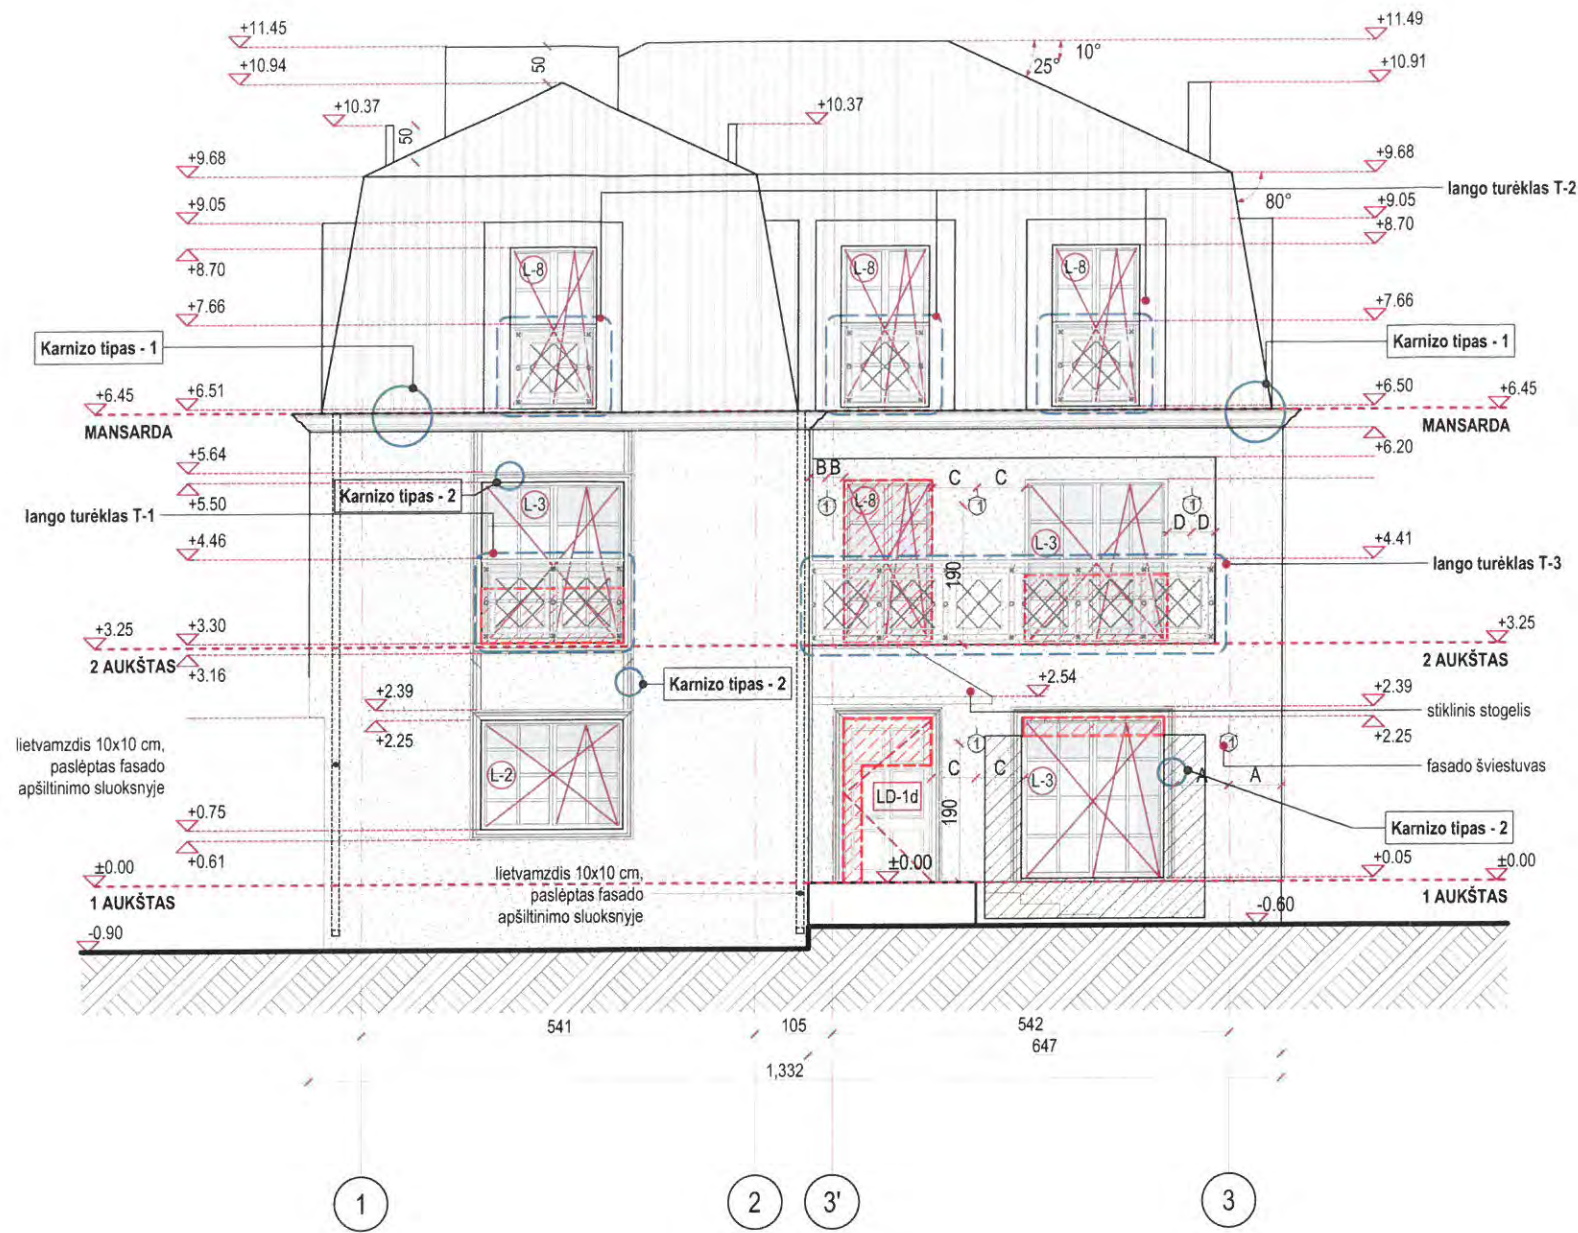 +11.45
+11.49
10°
25°
50
+10.94
+10.91
+10.37
+10.37
50
+9.68
+9.68
lango turėklas T-2
80°
+9.05
+9.05
+8.70
+8.70
L-8
L-8
L-8
+7.66
+7.66
Karnizo tipas - 1
Karnizo tipas - 1
+6.45
+6.51
+6.50
+6.45
MANSARDA
MANSARDA
+6.20
+5.64
BB
C
C
Karnizo tipas - 2
L-3
L-8
1
1
1
+5.50
lango turėklas T-1
D
D
L-3
+4.46
+4.41
lango turėklas T-3
190
+3.25
+3.30
+3.25
2 AUKŠTAS
2 AUKŠTAS
+3.16
Karnizo tipas - 2
+2.54
+2.39
+2.39
stiklinis stogelis
+2.25
+2.25
lietvamzdis 10x10 cm,
paslėptas fasado
apšiltinimo sluoksnyje
1
1
fasado šviestuvas
L-2
C
C
L-3
A
A
LD-1d
190
+0.75
Karnizo tipas - 2
+0.61
±0.00
±0.00
+0.05
±0.00
lietvamzdis 10x10 cm,
paslėptas fasado
apšiltinimo sluoksnyje
1 AUKŠTAS
1 AUKŠTAS
-0.60
-0.90
541
105
542
647
1,332
1
2
3'
3